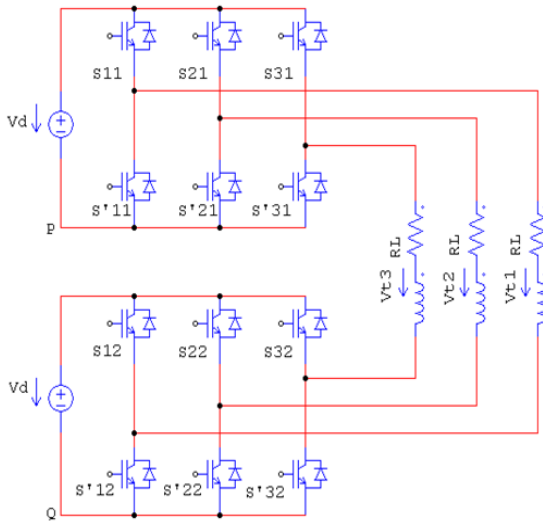 S11 S21 S31
Vd
S'11 S'21 S'31
P
RL RL RL
Vt3 Vt2 Vt1
S12 S22 S32
Vd
S'12 S'22 S'32
Q